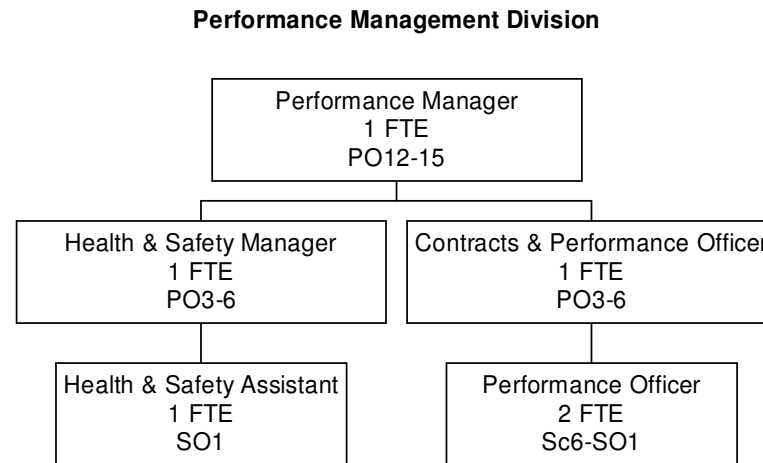 Performance Management Division
Performance Manager
1 FTE
PO12-15
Health & Safety Manager
1 FTE
PO3-6
Contracts & Performance Officer
1 FTE
PO3-6
Health & Safety Assistant
1 FTE
SO1
Performance Officer
2 FTE
Sc6-SO1